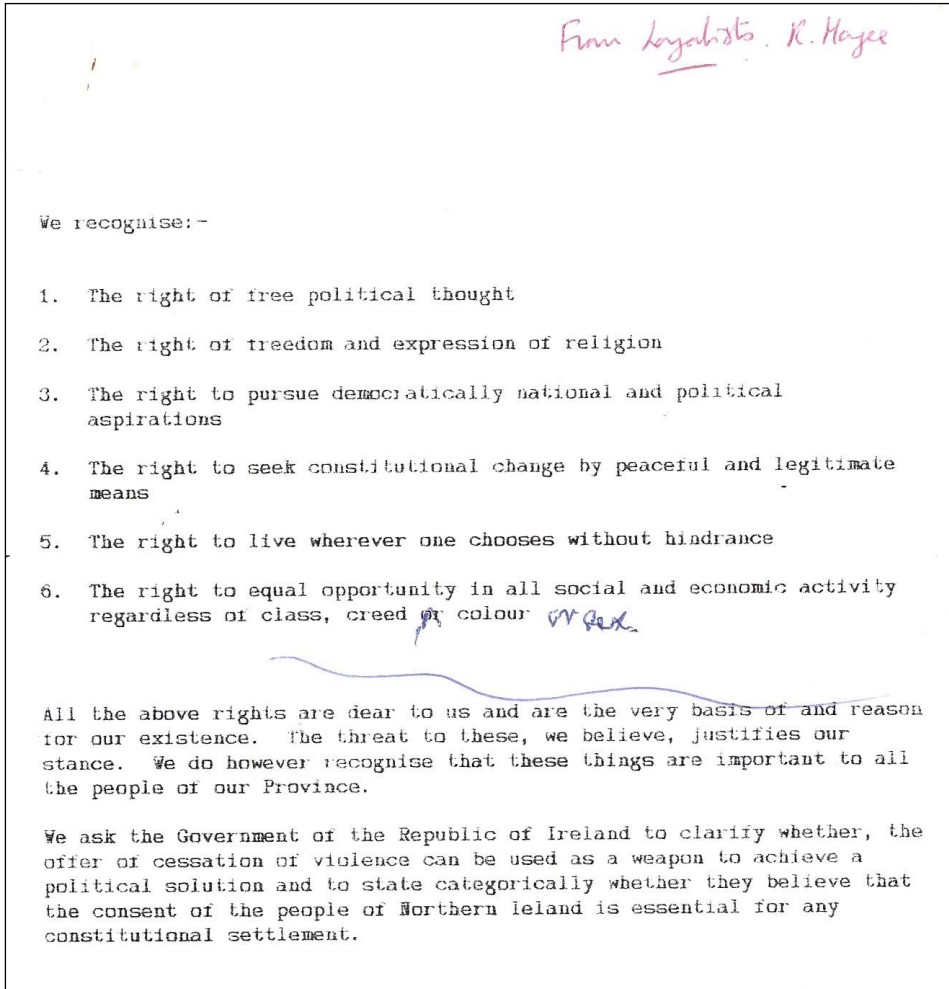 From Loyalists. R. Magee
We recognise:-
1. The right of free political thought
2. The right of freedom and expression of religion
3. The right to pursue democratically national and political
aspirations
4. The right to seek constitutional change by peaceful and legitimate
means
5. The right to live wherever one chooses without hindrance
6. The right to equal opportunity in all social and economic activity
regardless of class, creed or colour or sex.
All the above rights are dear to us and are the very basis of and reason
for our existence. The threat to these, we believe, justifies our
stance. We do however recognise that these things are important to all
the people of our Province.
We ask the Government of the Republic of Ireland to clarify whether, the
offer of cessation of violence can be used as a weapon to achieve a
political solution and to state categorically whether they believe that
the consent of the people of Northern Ieland is essential for any
constitutional settlement.